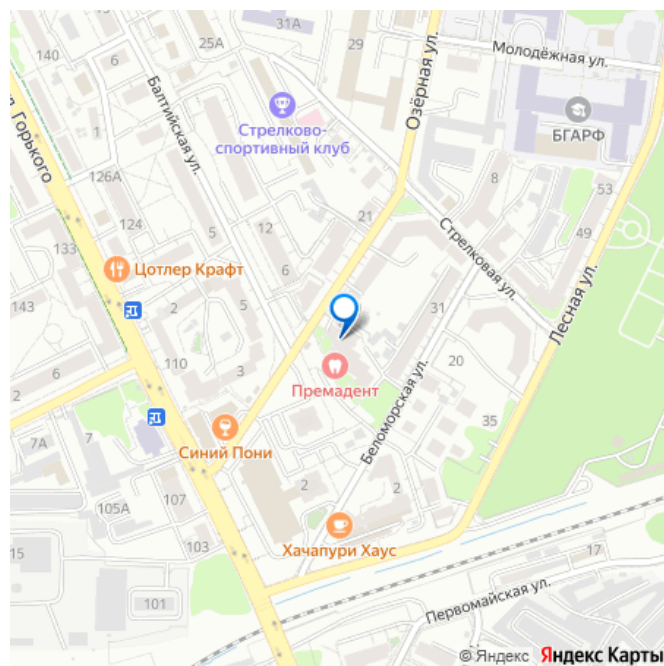 31А
140
6
25А
29
Молодёжная ул.
Балтийская ул.
Озёрная ул.
Стрелково-
спортивный клуб
БГАРФ
л. Горького
1
126А
8
53
124
5
12
21
Стрелковая ул.
49
133
6
Цотлер Крафт
Лесная ул.
143
2
5
31
110
3
20
6
Премадент
2
Беломорская ул.
35
7А
Синий Пони
105А
107
2
2
103
Хачапури Хаус
15
17
101
Первомайская ул.
© Яндекс Яндекс Карты